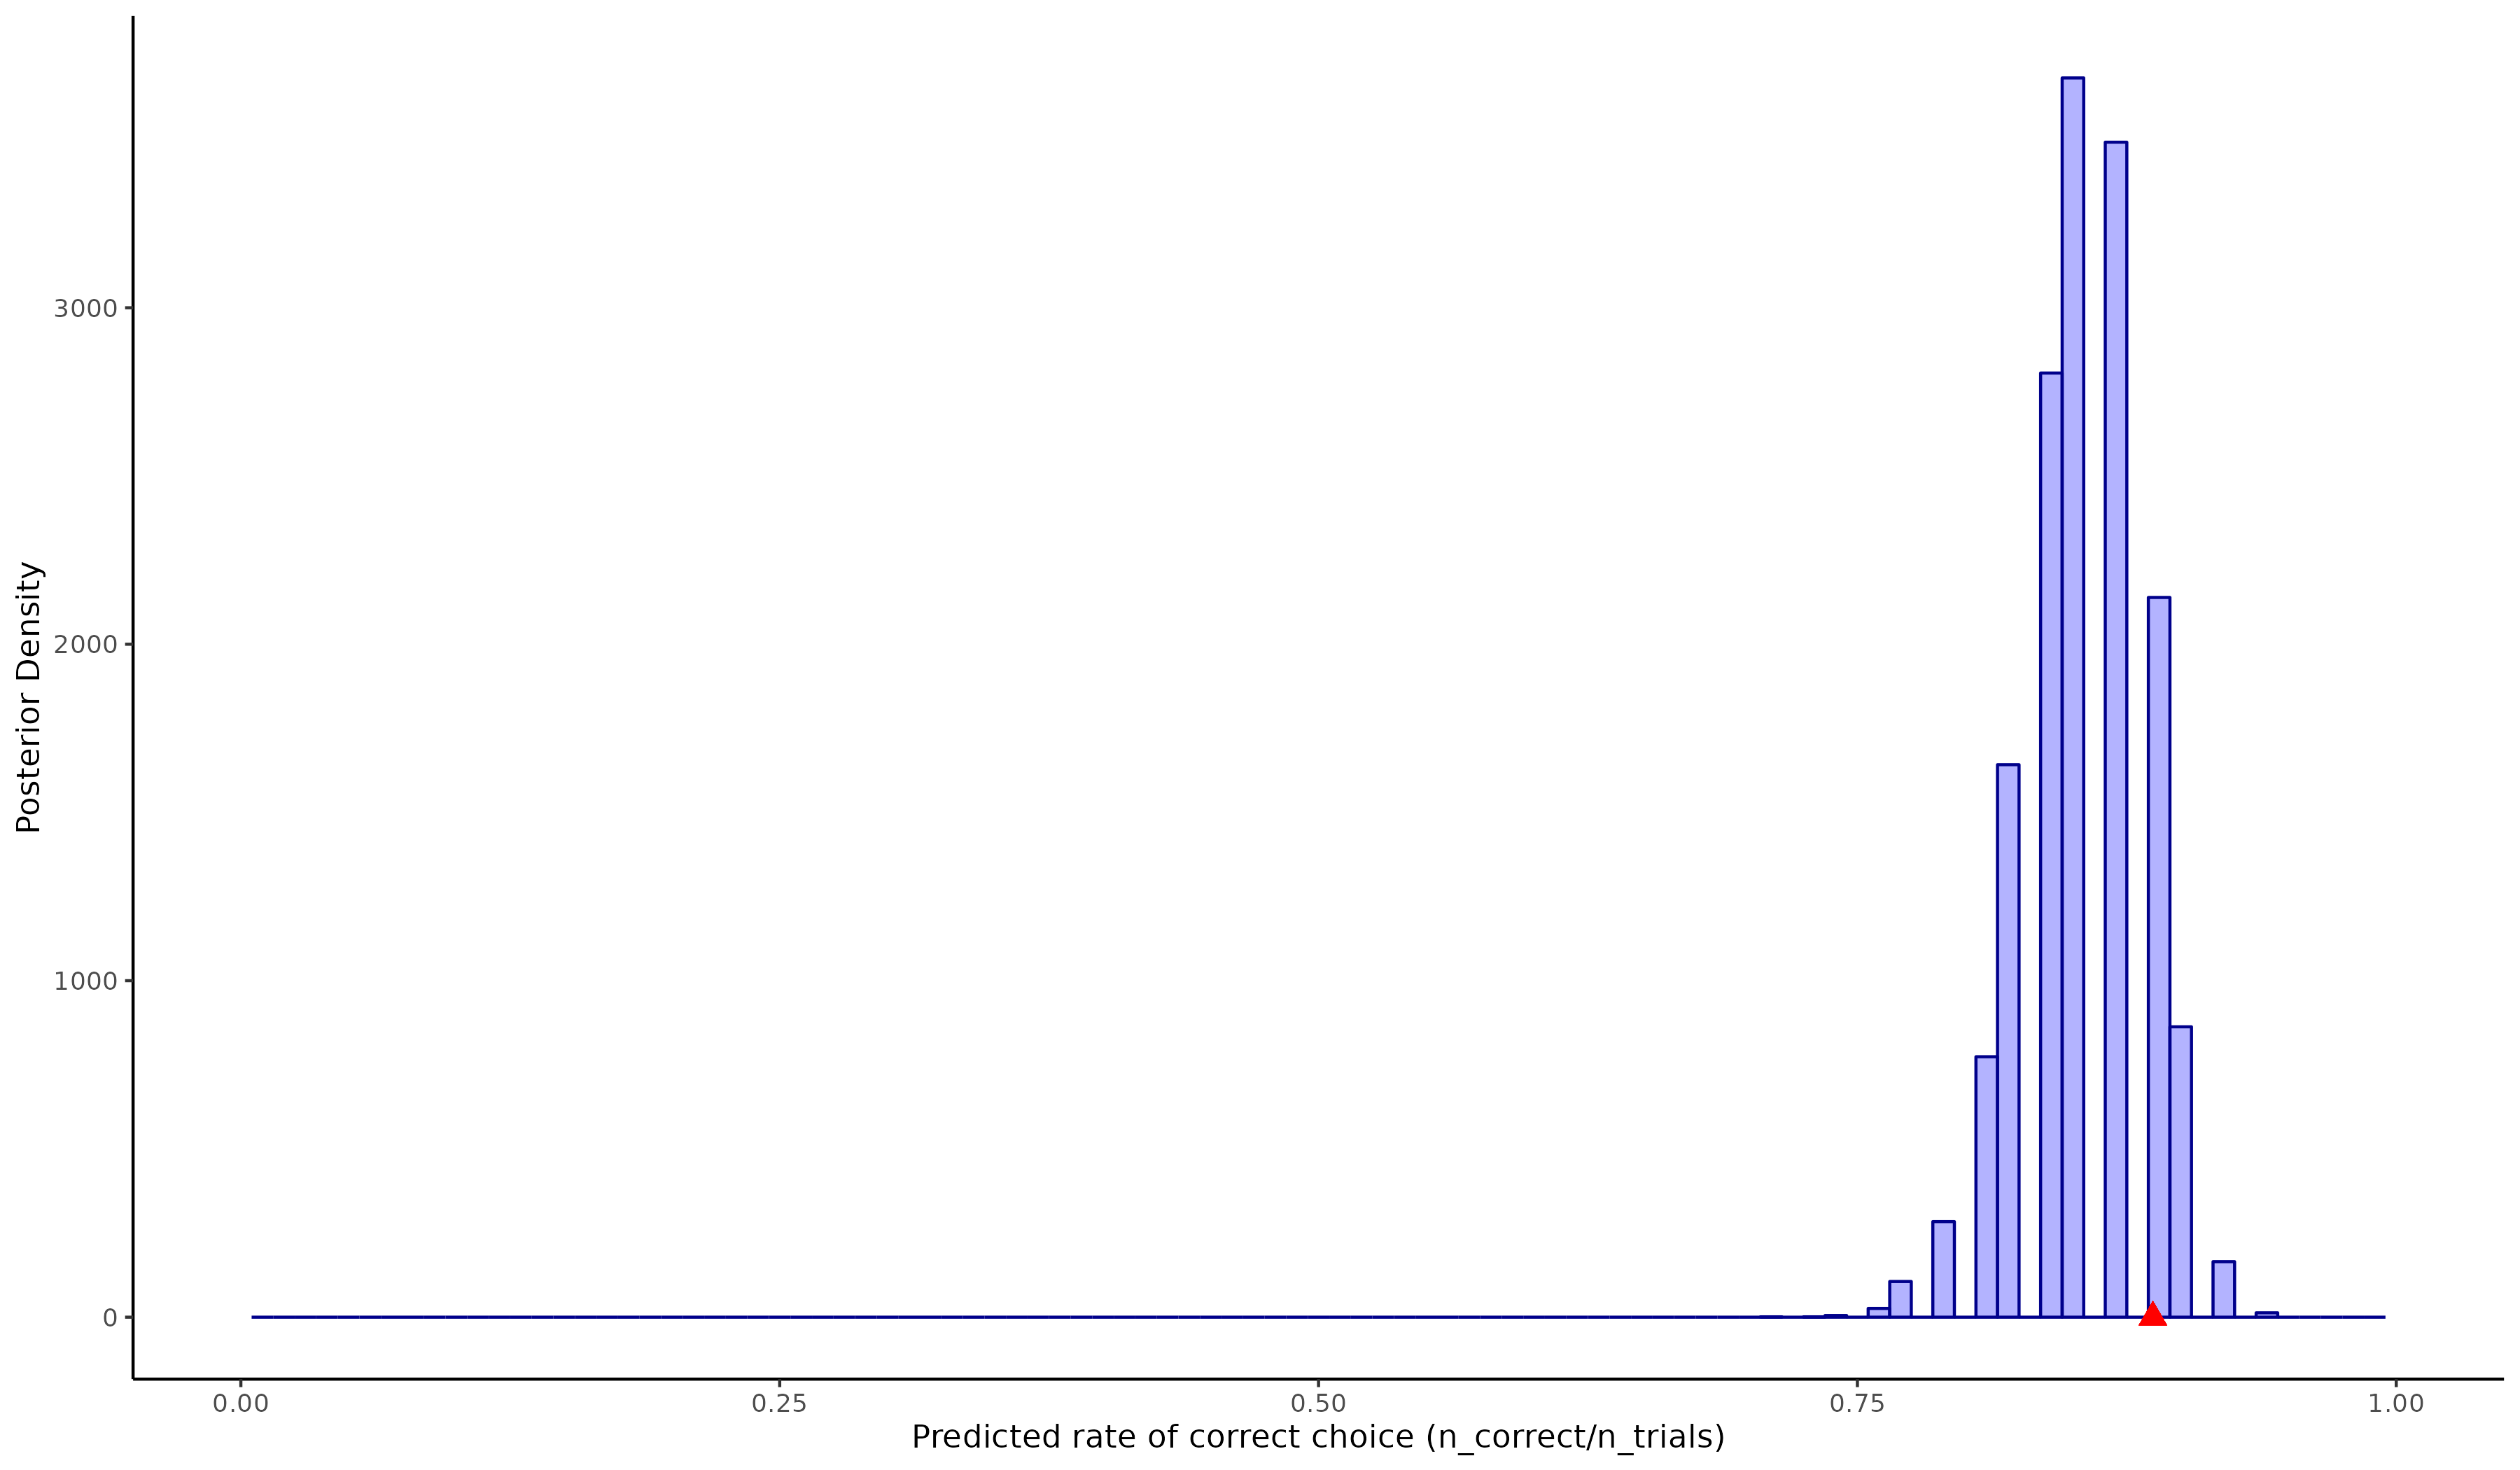 Posterior Density
3000
2000
1000
0
0.00 0.25 0.50 0.75 1.00
Predicted rate of correct choice (n_correct/n_trials)